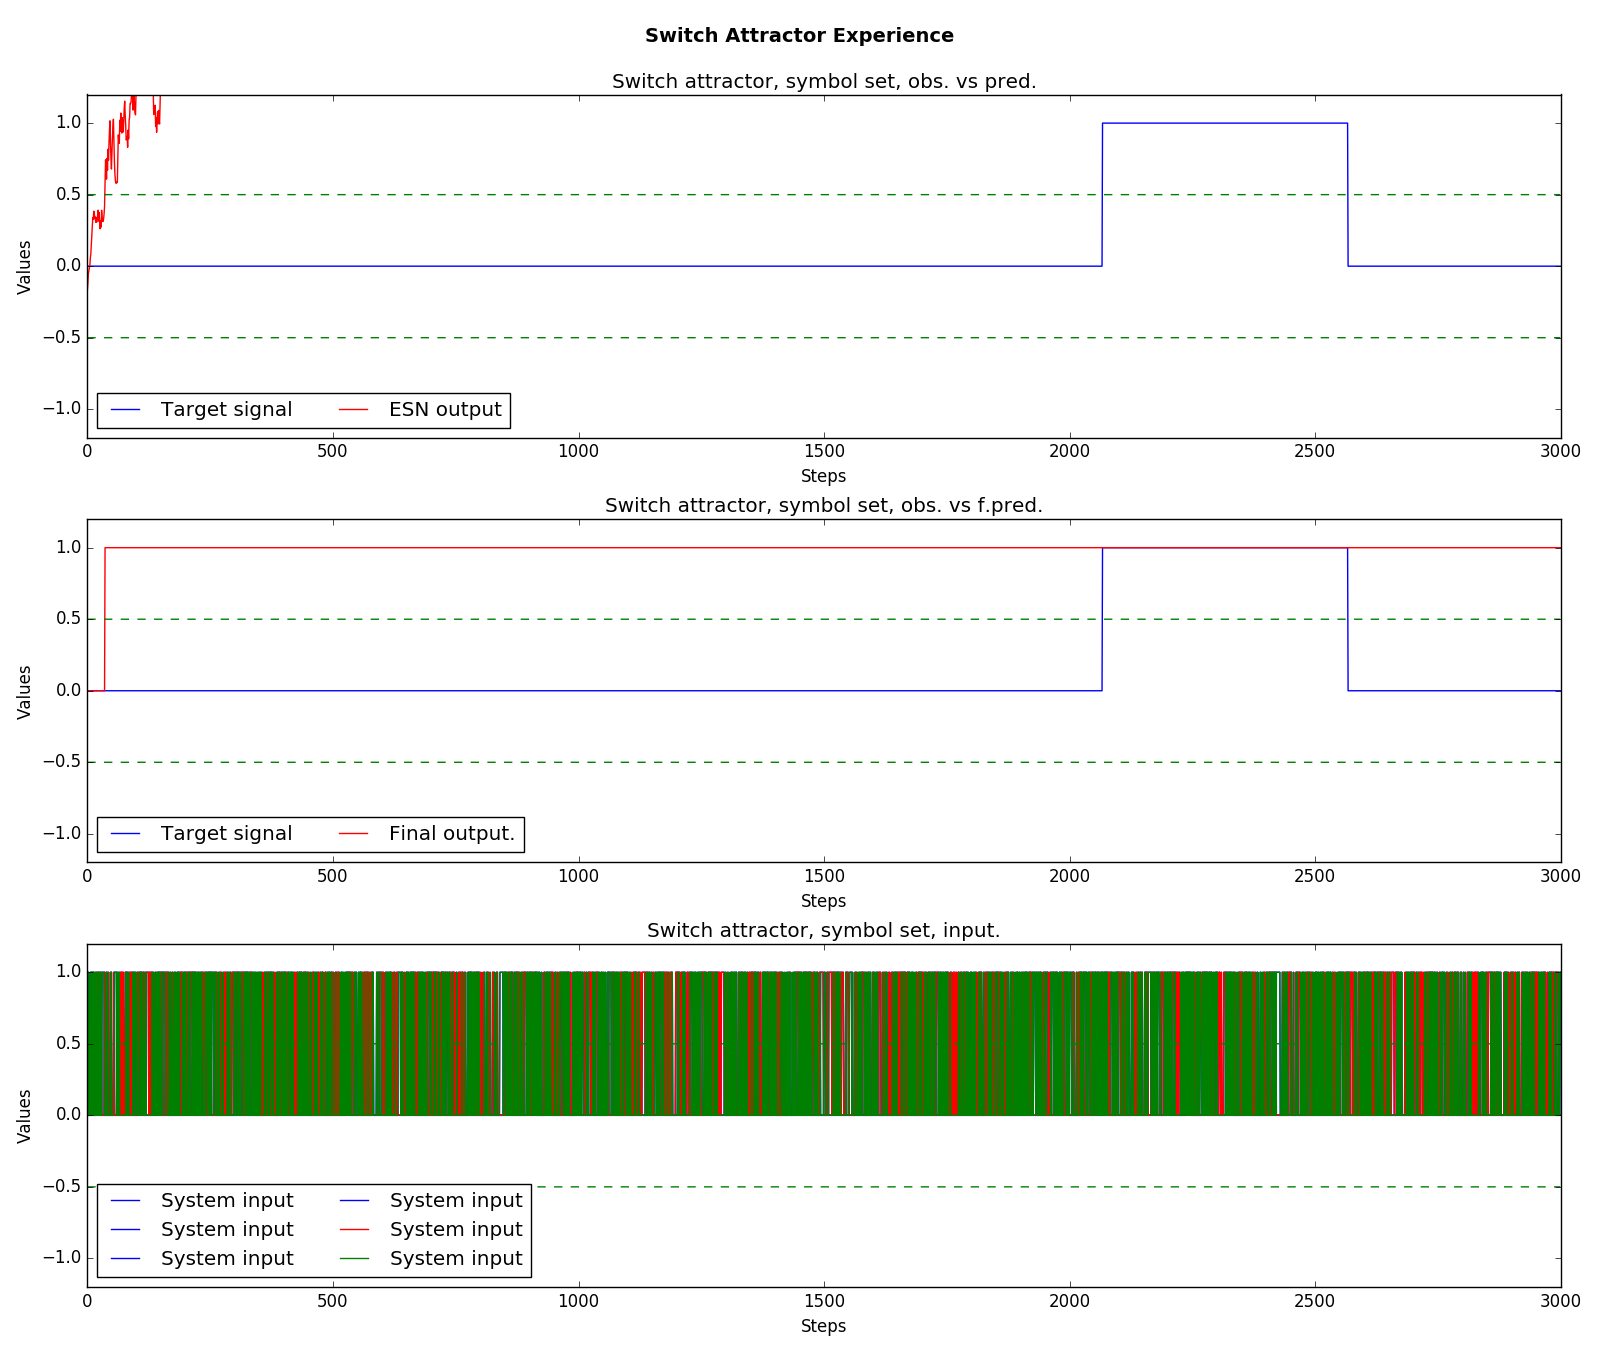 Switch Attractor Experience
Switch attractor, symbol set, obs. vs pred.
1.0
0.5
0.0
−0.5
−1.0
Values
Target signal ESN output
0 500 1000 1500 2000 2500 3000
Steps
Switch attractor, symbol set, obs. vs f.pred.
1.0
0.5
0.0
−0.5
−1.0
Values
Target signal Final output.
0 500 1000 1500 2000 2500 3000
Steps
Switch attractor, symbol set, input.
1.0
0.5
0.0
−0.5
−1.0
Values
System input System input
System input System input
System input System input
0 500 1000 1500 2000 2500 3000
Steps